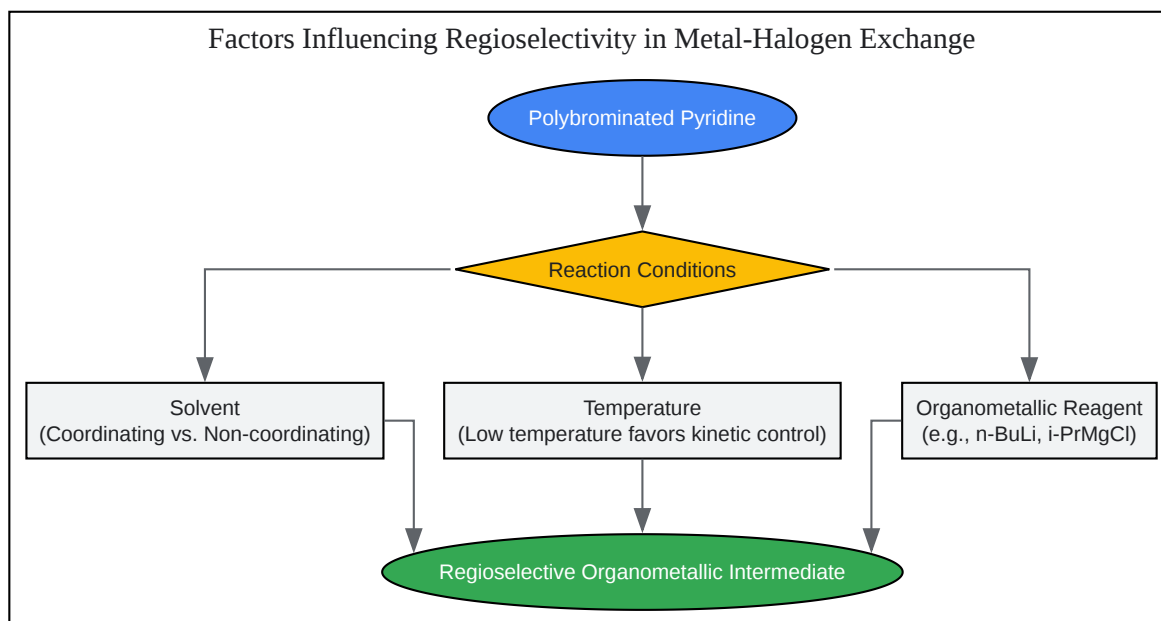 Factors Influencing Regioselectivity in Metal-Halogen Exchange
Polybrominated Pyridine
Reaction Conditions
Solvent
(Coordinating vs. Non-coordinating)
Temperature
(Low temperature favors kinetic control)
Organometallic Reagent
(e.g., n-BuLi, i-PrMgCl)
Regioselective Organometallic Intermediate